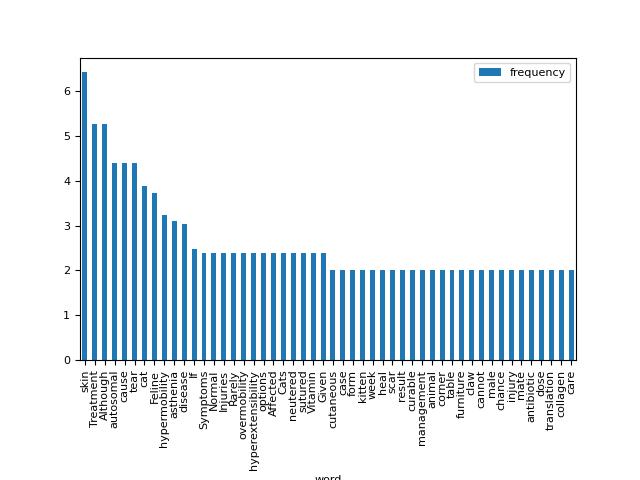 frequency
6
5
4
3
2
1
0
skin
Treatment
Although
autosomal
cause
tear
cat
Feline
hypermobility
asthenia
disease
If
Symptoms
Normal
Injuries
Rarely
overmobility
hyperextensibility
options
Affected
Cats
neutered
sutured
Vitamin
Given
cutaneous
case
form
kitten
week
heal
scar
result
curable
management
animal
corner
table
furniture
claw
cannot
male
chance
injury
mate
antibiotic
dose
translation
collagen
care
word